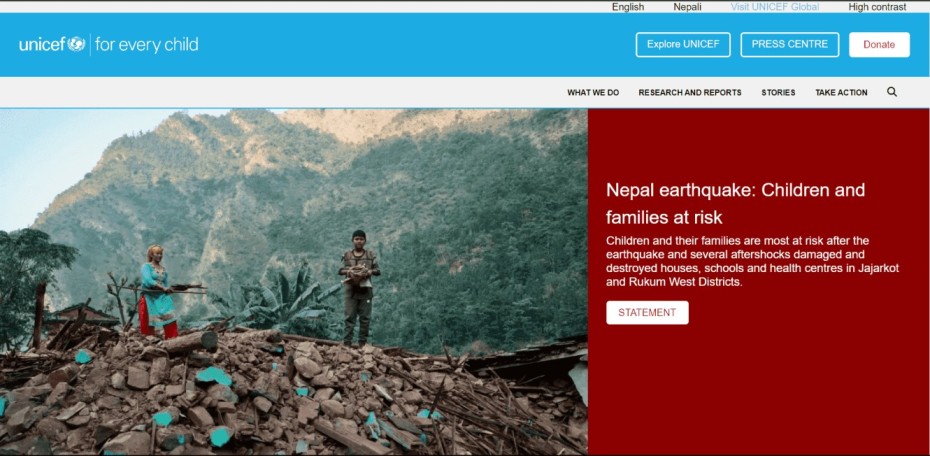 English Nepali Visit UNICEF Global High contrast
unicef for every child
Explore UNICEF PRESS CENTRE Donate
WHAT WE DO RESEARCH AND REPORTS STORIES TAKE ACTION
Nepal earthquake: Children and
families at risk
Children and their families are most at risk after the
earthquake and several aftershocks damaged and
destroyed houses, schools and health centres in Jajarkot
and Rukum West Districts.
STATEMENT